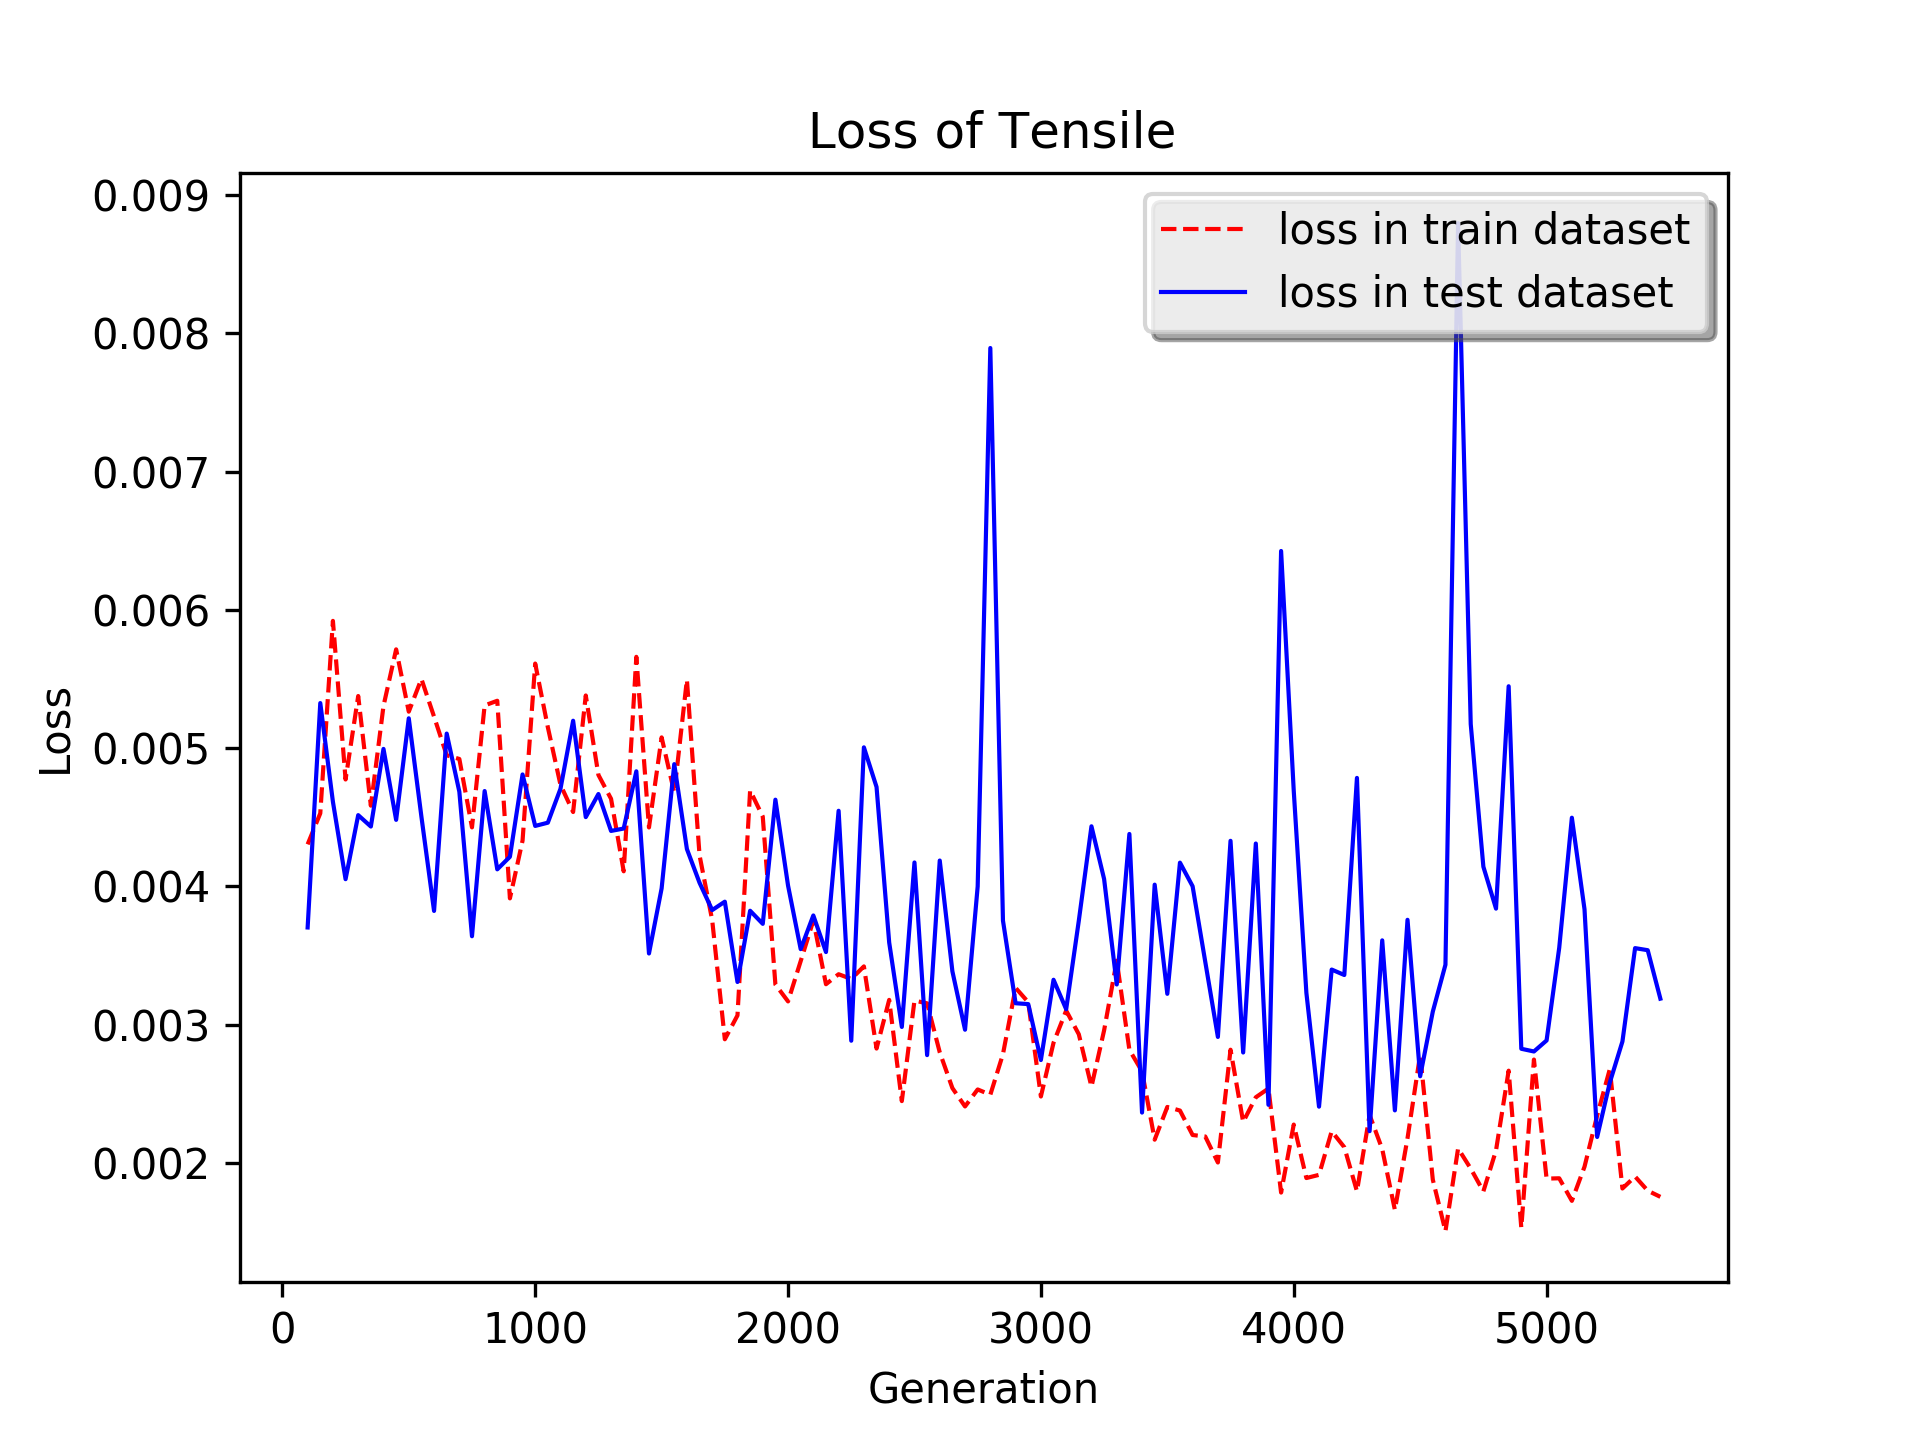 Loss of Tensile
0.009
0.008
0.007
0.006
0.005
0.004
0.003
0.002
Loss
loss in train dataset
loss in test dataset
0 1000 2000 3000 4000 5000
Generation